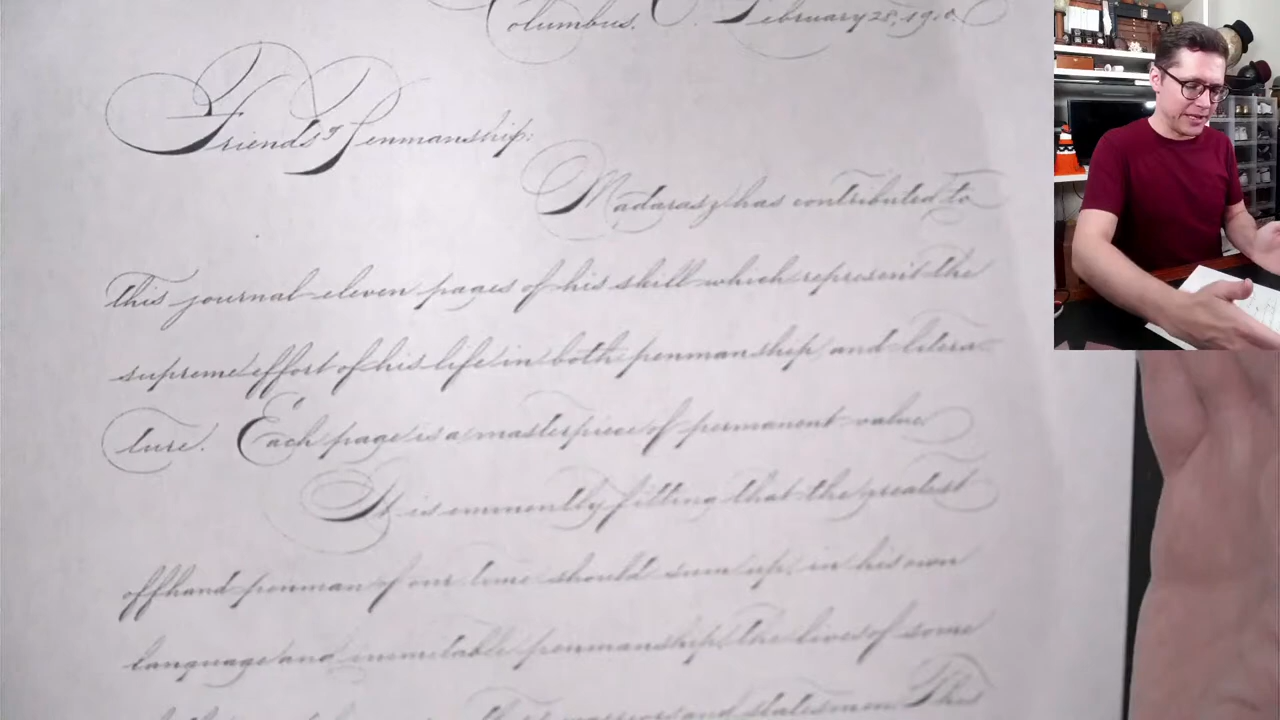 Columbus, O. February 28, 1910.
Friends of Penmanship:
Madarasz has contributed to
this journal eleven pages of his skill which represent the
supreme effort of his life in both penmanship and litera-
ture. Each page is a masterpiece of permanent value.
It is eminently fitting that the greatest
offhand penman of our time should sum up, in his own
language and inimitable penmanship, the lives of some
and statesmen. This